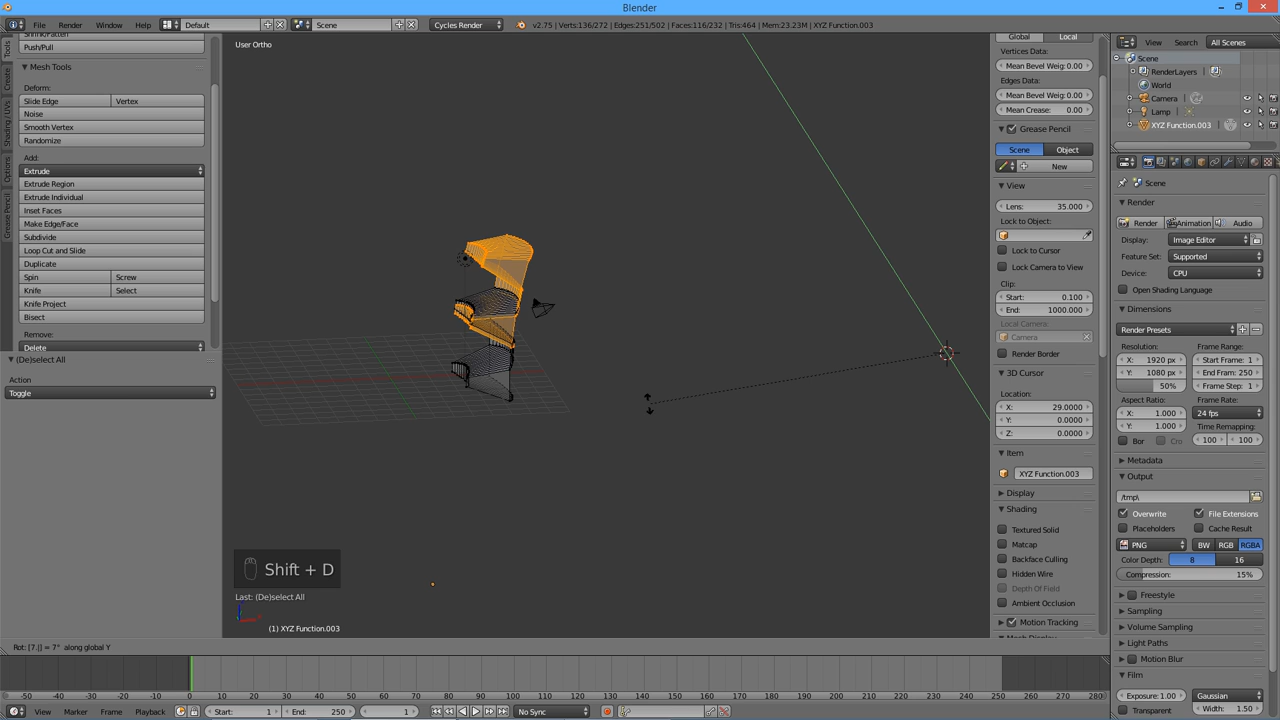 Blender
File Render Window Help Default Scene Cycles Render v2.75 | Verts:136/272 | Edges:251/502 | Faces:116/232 | Tris:464 | Mem:23.23M | XYZ Function.003
Shrink/Fatten
Push/Pull
Mesh Tools
Deform:
Slide Edge Vertex
Noise
Smooth Vertex
Randomize
Add:
Extrude
Extrude Region
Extrude Individual
Inset Faces
Make Edge/Face
Subdivide
Loop Cut and Slide
Duplicate
Spin Screw
Knife Select
Knife Project
Bisect
Remove:
Delete
(De)select All
Action
Toggle
Tools
Create
Shading / UVs
Options
Grease Pencil
User Ortho
Shift + D
Last: (De)select All
(1) XYZ Function.003
Rot: [7.|] = 7° along global Y
Global Local
Vertices Data:
Mean Bevel Weig: 0.00
Edges Data:
Mean Bevel Weig: 0.00
Mean Crease: 0.00
Grease Pencil
Scene Object
New
View
Lens: 35.000
Lock to Object:
Lock to Cursor
Lock Camera to View
Clip:
Start: 0.100
End: 1000.000
Local Camera:
Camera
Render Border
3D Cursor
Location:
X: 29.0000
Y: 0.0000
Z: 0.0000
Item
XYZ Function.003
Display
Shading
Textured Solid
Matcap
Backface Culling
Hidden Wire
Depth Of Field
Ambient Occlusion
Motion Tracking
View Search All Scenes
Scene
RenderLayers
World
Camera
Lamp
XYZ Function.003
Scene
Render
Render Animation Audio
Display: Image Editor
Feature Set: Supported
Device: CPU
Open Shading Language
Dimensions
Render Presets
Resolution: Frame Range:
X: 1920 px Start Frame: 1
Y: 1080 px End Fram: 250
50% Frame Step: 1
Aspect Ratio: Frame Rate:
X: 1.000 24 fps
Y: 1.000 Time Remapping:
Bor Cro 100 100
Metadata
Output
/tmp\
Overwrite File Extensions
Placeholders Cache Result
PNG BW RGB RGBA
Color Depth: 8 16
Compression: 15%
Freestyle
Sampling
Volume Sampling
Light Paths
Motion Blur
Film
Exposure: 1.00 Gaussian
Transparent Width: 1.50
-50 -40 -30 -20 -10 0 10 20 30 40 50 60 70 80 90 100 110 120 130 140 150 160 170 180 190 200 210 220 230 240 250 260 270 280
View Marker Frame Playback Start: 1 End: 250 1 No Sync